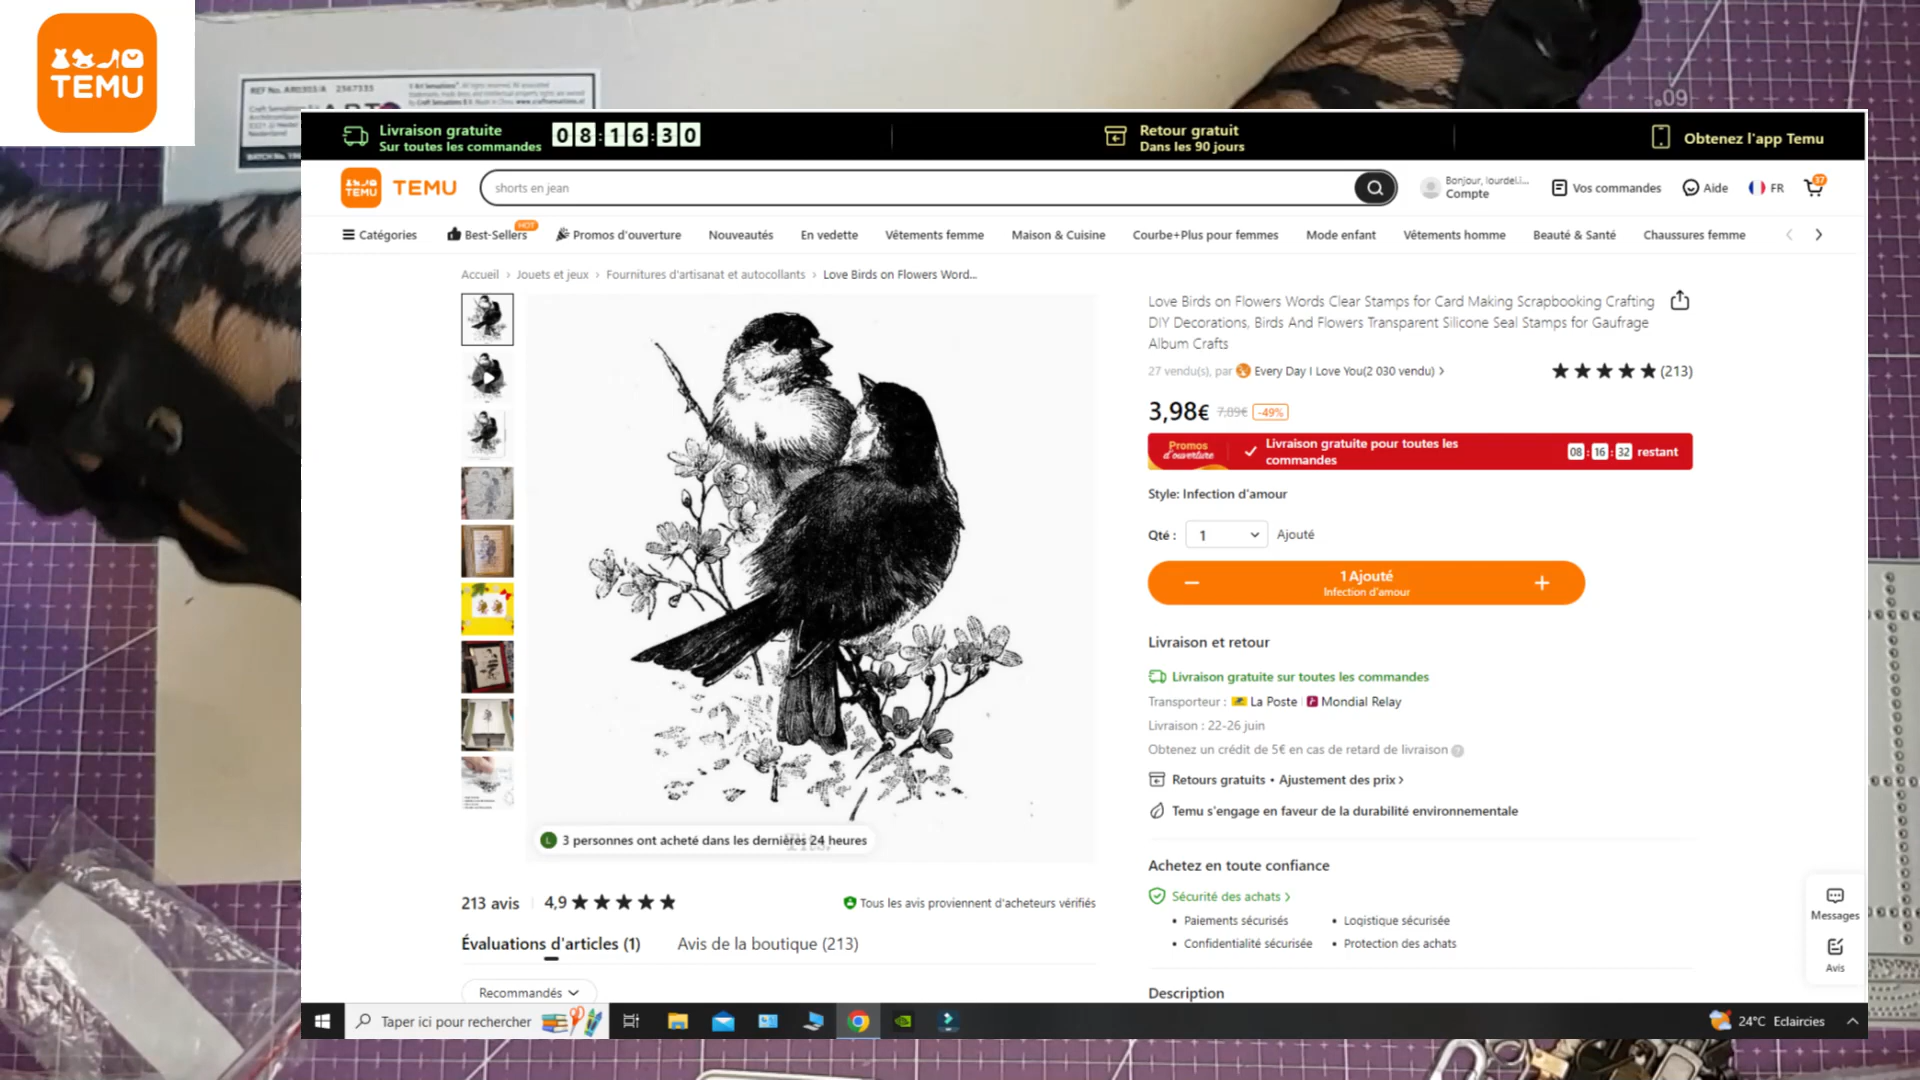 TEMU
REF No. AR0303/A 2567335
Livraison gratuite
Sur toutes les commandes
08:16:30
Retour gratuit
Dans les 90 jours
Obtenez l'app Temu
TEMU
TEMU
shorts en jean
Bonjour, lourdel.i...
Compte
Vos commandes
Aide
FR
37
Catégories
Best-Sellers
HOT
Promos d'ouverture
Nouveautés
En vedette
Vêtements femme
Maison & Cuisine
Courbe+Plus pour femmes
Mode enfant
Vêtements homme
Beauté & Santé
Chaussures femme
Accueil › Jouets et jeux › Fournitures d'artisanat et autocollants › Love Birds on Flowers Word...
Love Birds on Flowers Words Clear Stamps for Card Making Scrapbooking Crafting
DIY Decorations, Birds And Flowers Transparent Silicone Seal Stamps for Gaufrage
Album Crafts
27 vendu(s), par Every Day I Love You(2 030 vendu) ›
(213)
3,98€ 7,89€ -49%
Promos
d'ouverture
Livraison gratuite pour toutes les
commandes
08:16:32 restant
Style: Infection d'amour
Qté : 1 Ajouté
− 1 Ajouté +
Infection d'amour
Livraison et retour
Livraison gratuite sur toutes les commandes
Transporteur : La Poste Mondial Relay
Livraison : 22-26 juin
Obtenez un crédit de 5€ en cas de retard de livraison ?
Retours gratuits • Ajustement des prix ›
Temu s'engage en faveur de la durabilité environnementale
L 3 personnes ont acheté dans les dernières 24 heures
Achetez en toute confiance
Sécurité des achats ›
• Paiements sécurisés
• Logistique sécurisée
• Confidentialité sécurisée
• Protection des achats
213 avis 4,9
Tous les avis proviennent d'acheteurs vérifiés
Évaluations d'articles (1)
Avis de la boutique (213)
Recommandés
Description
Messages
Avis
Taper ici pour rechercher
24°C Eclaircies